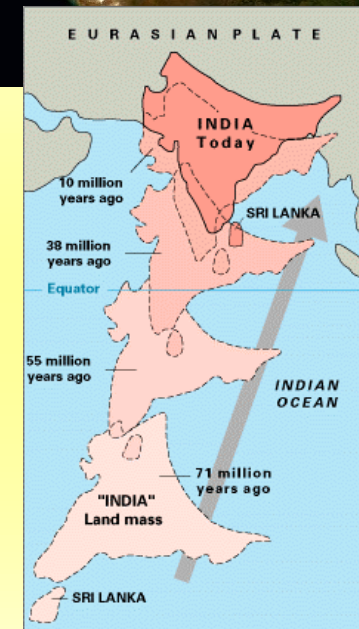 EURASIAN PLATE
INDIA
Today
10 million
years ago
SRI LANKA
38 million
years ago
Equator
55 million
years ago
INDIAN
OCEAN
71 million
years ago
"INDIA"
Land mass
SRI LANKA